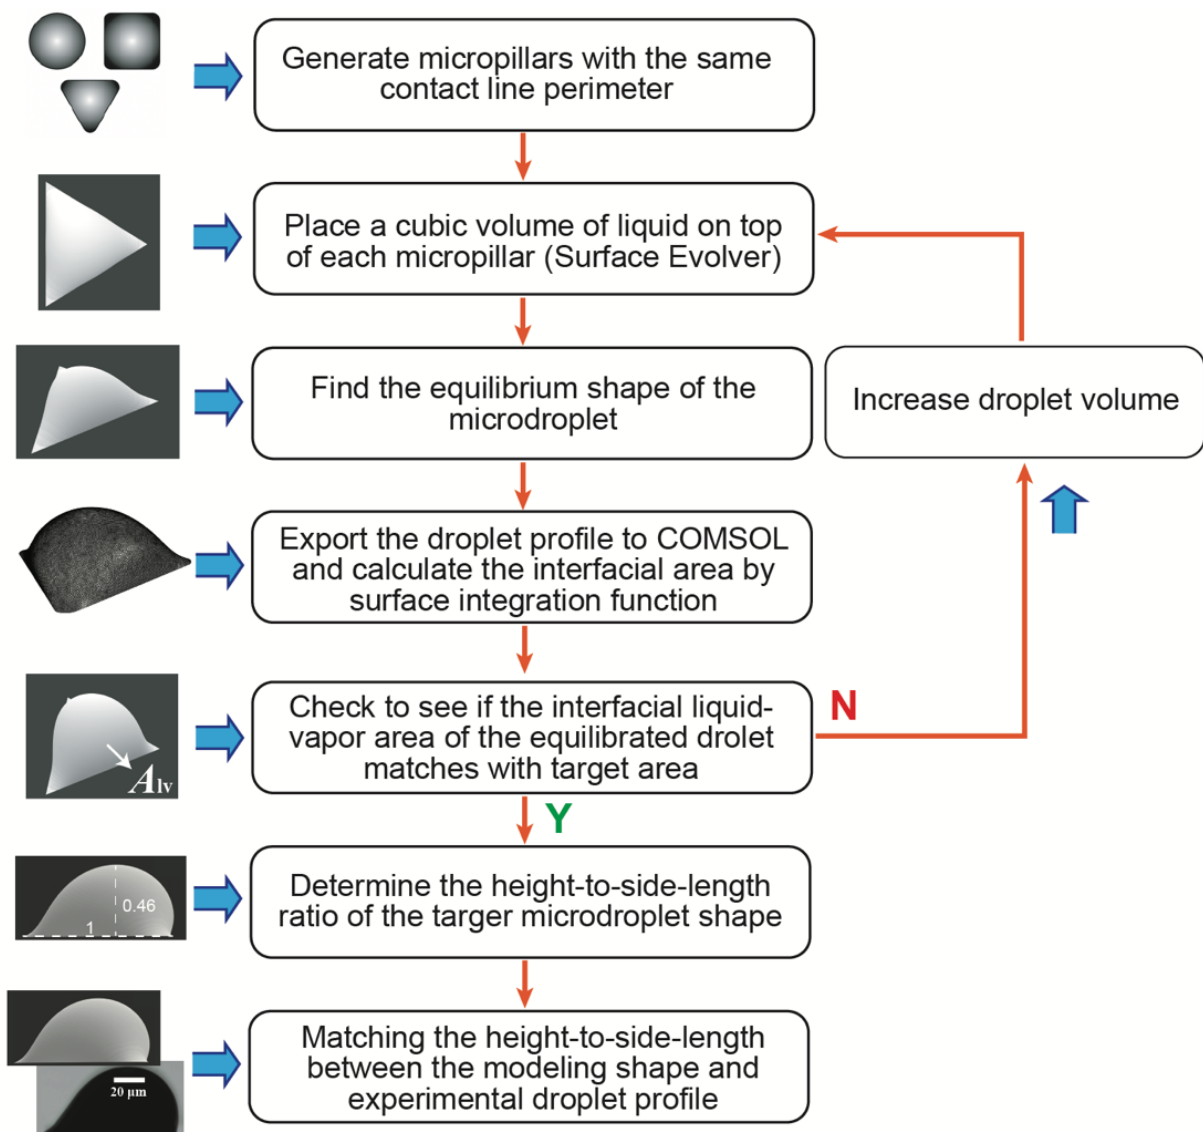 Generate micropillars with the same
contact line perimeter
Place a cubic volume of liquid on top
of each micropillar (Surface Evolver)
Find the equilibrium shape of the
microdroplet
Increase droplet volume
Export the droplet profile to COMSOL
and calculate the interfacial area by
surface integration function
Check to see if the interfacial liquid-
vapor area of the equilibrated drolet
matches with target area
N
Alv
Y
Determine the height-to-side-length
ratio of the targer microdroplet shape
0.46
1
Matching the height-to-side-length
between the modeling shape and
experimental droplet profile
20 µm